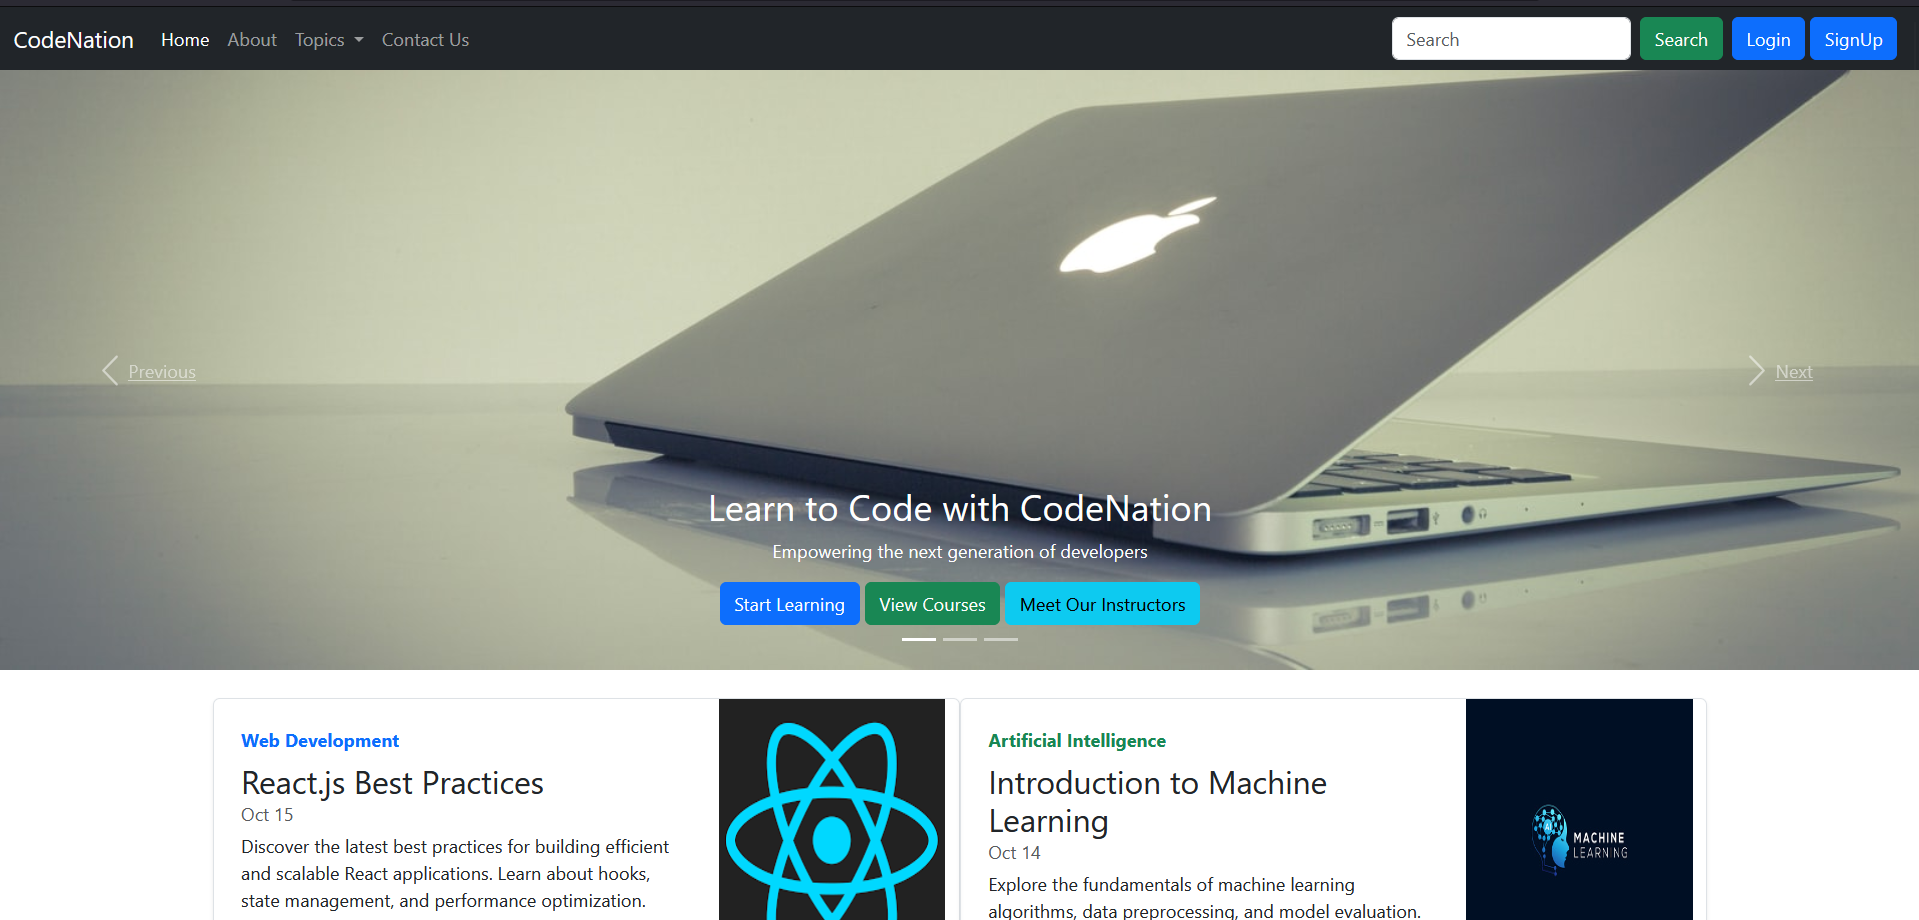 CodeNation Home About Topics Contact Us Search Search Login SignUp
Previous
Next
Learn to Code with CodeNation
Empowering the next generation of developers
Start Learning View Courses Meet Our Instructors
Web Development
React.js Best Practices
Oct 15
Discover the latest best practices for building efficient
and scalable React applications. Learn about hooks,
state management, and performance optimization.
Artificial Intelligence
Introduction to Machine
Learning
Oct 14
Explore the fundamentals of machine learning
algorithms, data preprocessing, and model evaluation.
AI
MACHINE
LEARNING